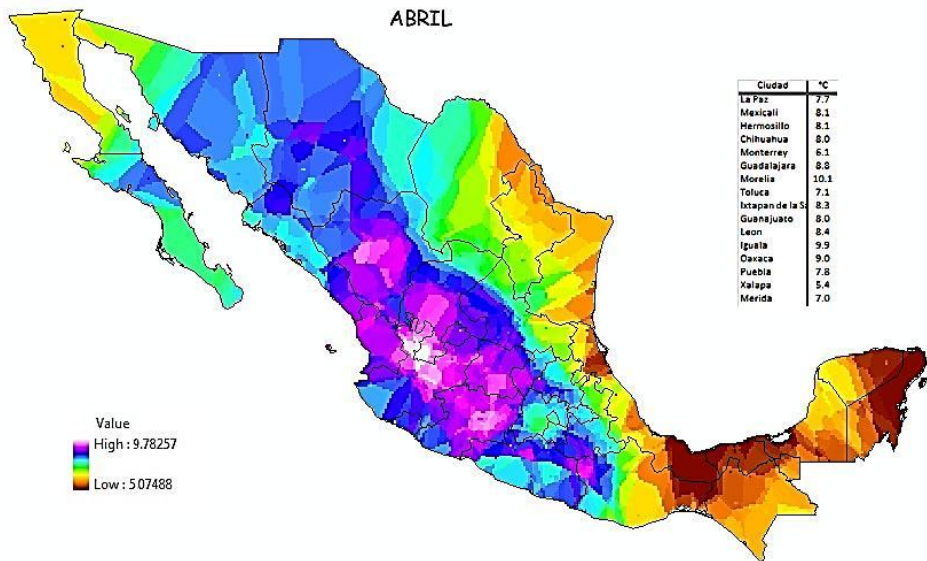 ABRIL
Ciudad °C
La Paz 7.7
Mexicali 8.1
Hermosillo 8.1
Chihuahua 8.0
Monterrey 6.1
Guadalajara 8.8
Morelia 10.1
Toluca 7.1
Ixtapan de la Sa 8.3
Guanajuato 8.0
Leon 8.4
Iguala 9.9
Oaxaca 9.0
Puebla 7.8
Xalapa 5.4
Merida 7.0
Value
High : 9.78257
Low : 507488